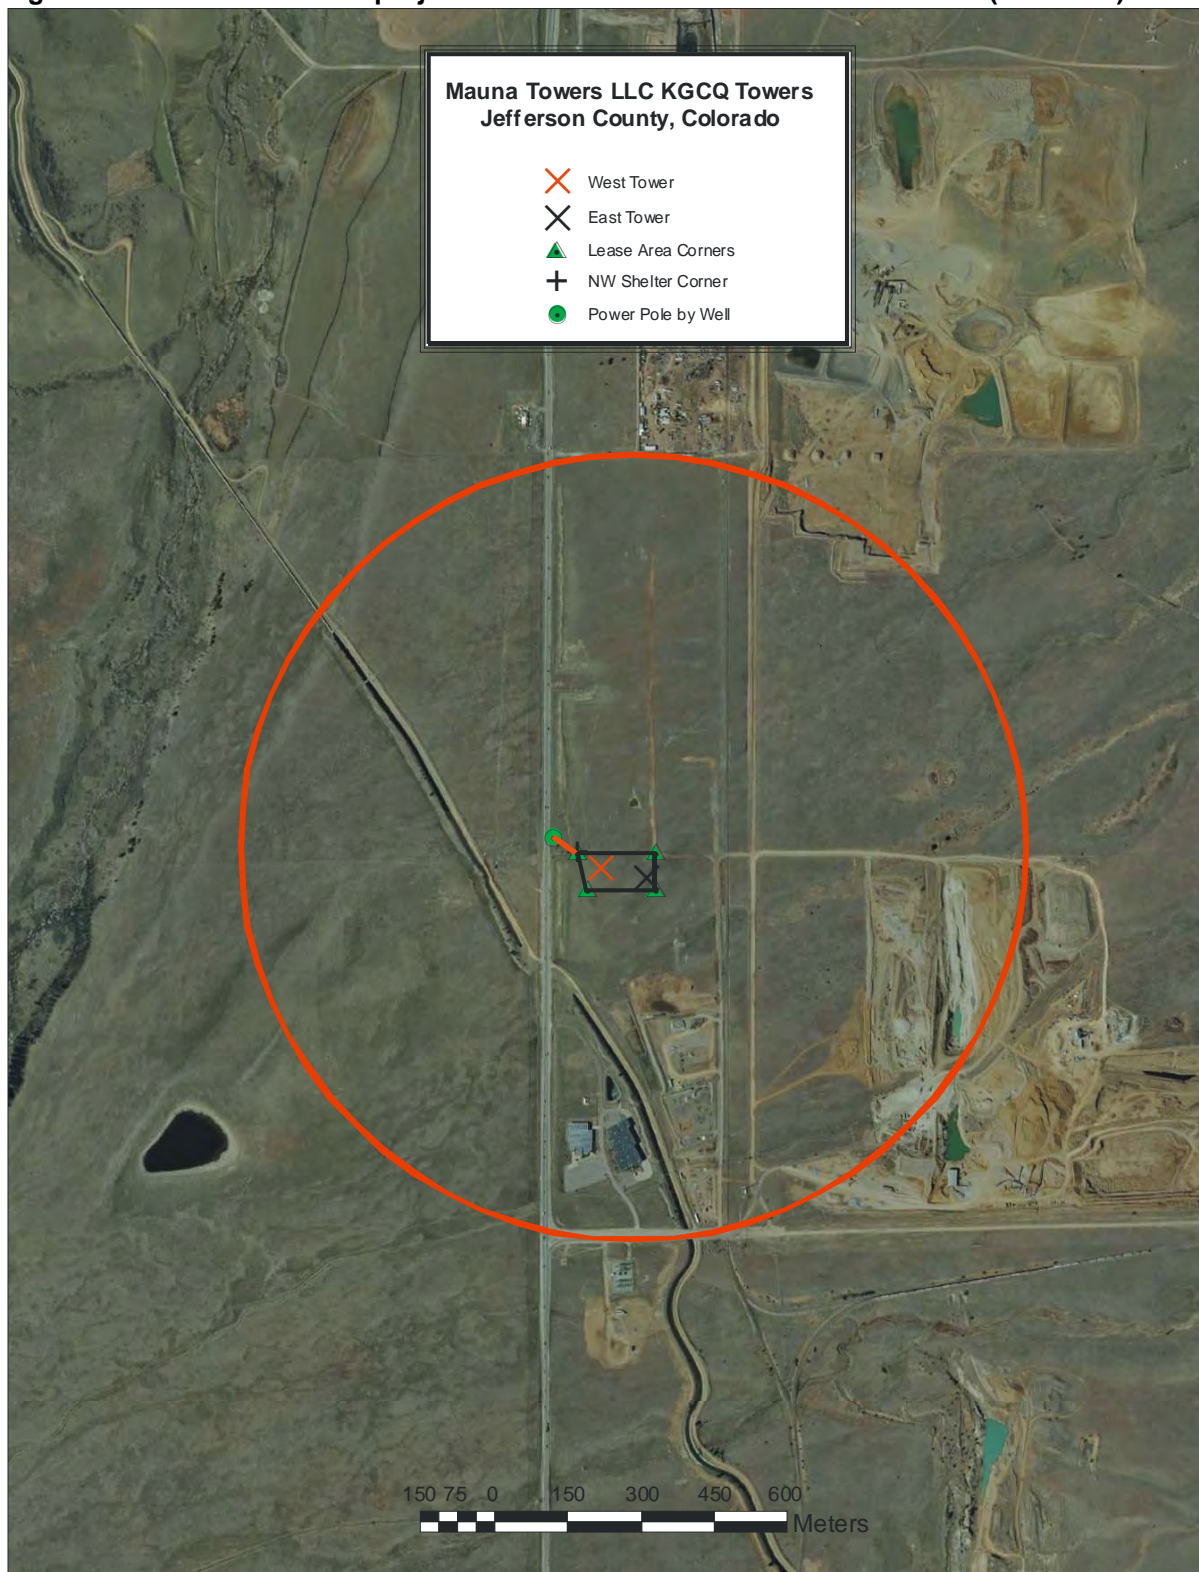 Mauna Towers LLC KGCQ Towers
Jefferson County, Colorado
West Tower
East Tower
Lease Area Corners
NW Shelter Corner
Power Pole by Well
150 75 0 150 300 450 600
Meters